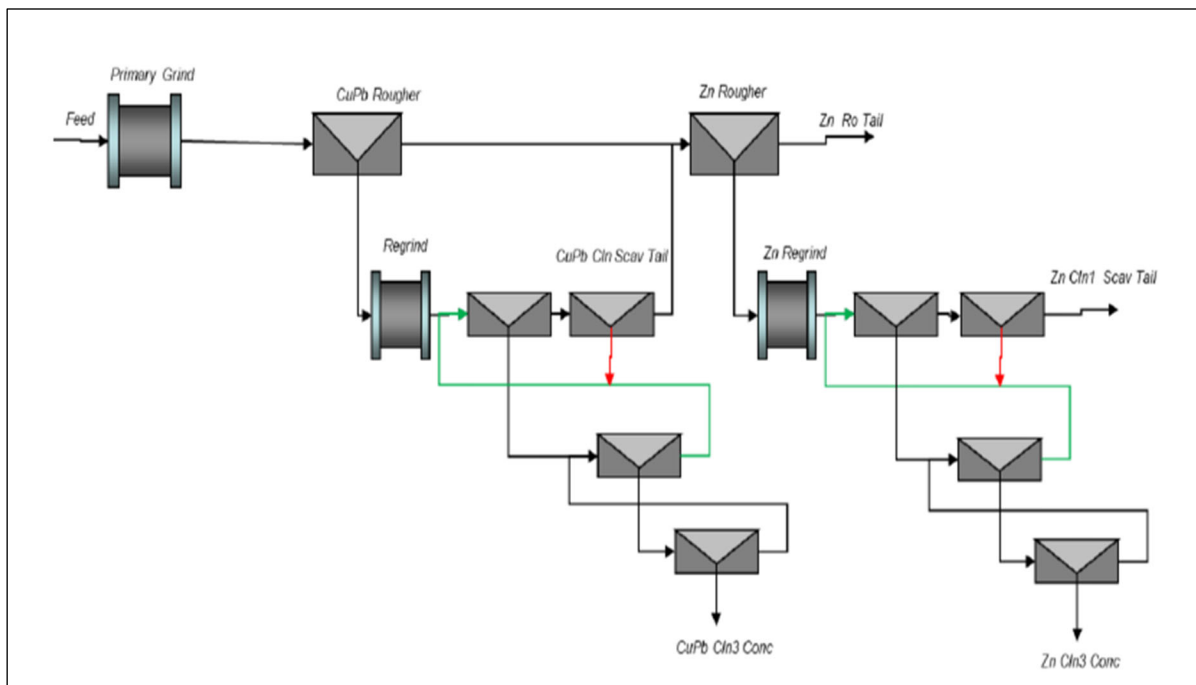 Primary Grind
Feed
CuPb Rougher
Zn Rougher
Zn Ro Tail
Regrind
CuPb Cln Scav Tail
Zn Regrind
Zn Cln1 Scav Tail
CuPb Cln3 Conc
Zn Cln3 Conc